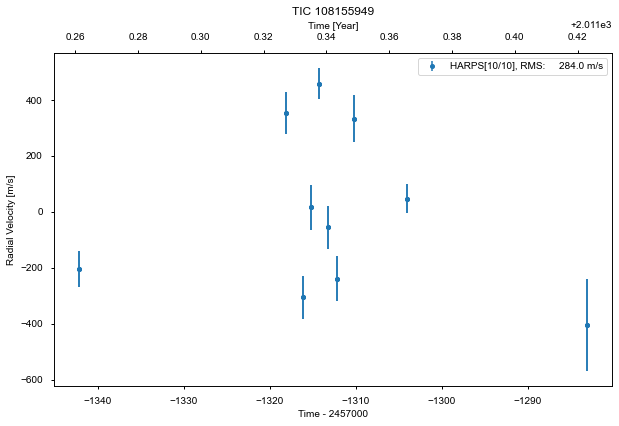 TIC 108155949
Time [Year]
+2.011e3
0.26 0.28 0.30 0.32 0.34 0.36 0.38 0.40 0.42
HARPS[10/10], RMS: 284.0 m/s
400
200
0
−200
−400
−600
Radial Velocity [m/s]
−1340 −1330 −1320 −1310 −1300 −1290
Time - 2457000